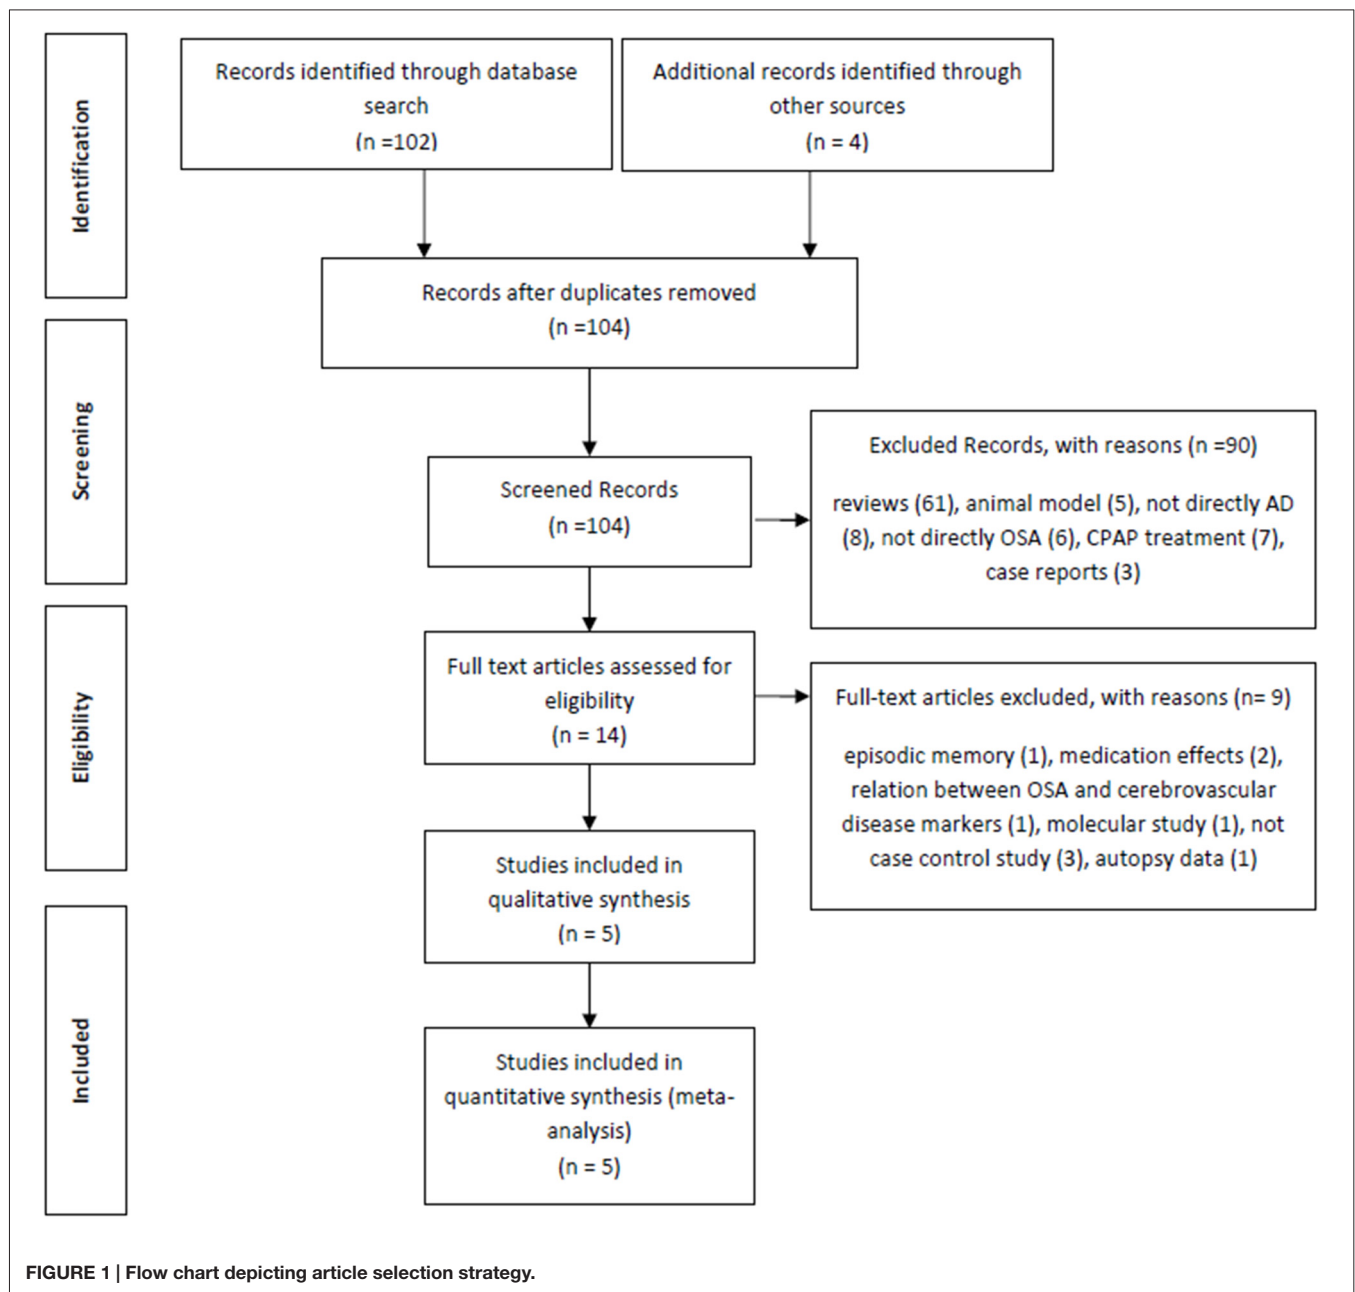 Identification
Records identified through database
search
(n =102)
Additional records identified through
other sources
(n = 4)
Records after duplicates removed
(n =104)
Screening
Screened Records
(n =104)
Excluded Records, with reasons (n =90)
reviews (61), animal model (5), not directly AD
(8), not directly OSA (6), CPAP treatment (7),
case reports (3)
Eligibility
Full text articles assessed for
eligibility
(n = 14)
Full-text articles excluded, with reasons (n= 9)
episodic memory (1), medication effects (2),
relation between OSA and cerebrovascular
disease markers (1), molecular study (1), not
case control study (3), autopsy data (1)
Studies included in
qualitative synthesis
(n = 5)
Included
Studies included in
quantitative synthesis (meta-
analysis)
(n = 5)
FIGURE 1 | Flow chart depicting article selection strategy.